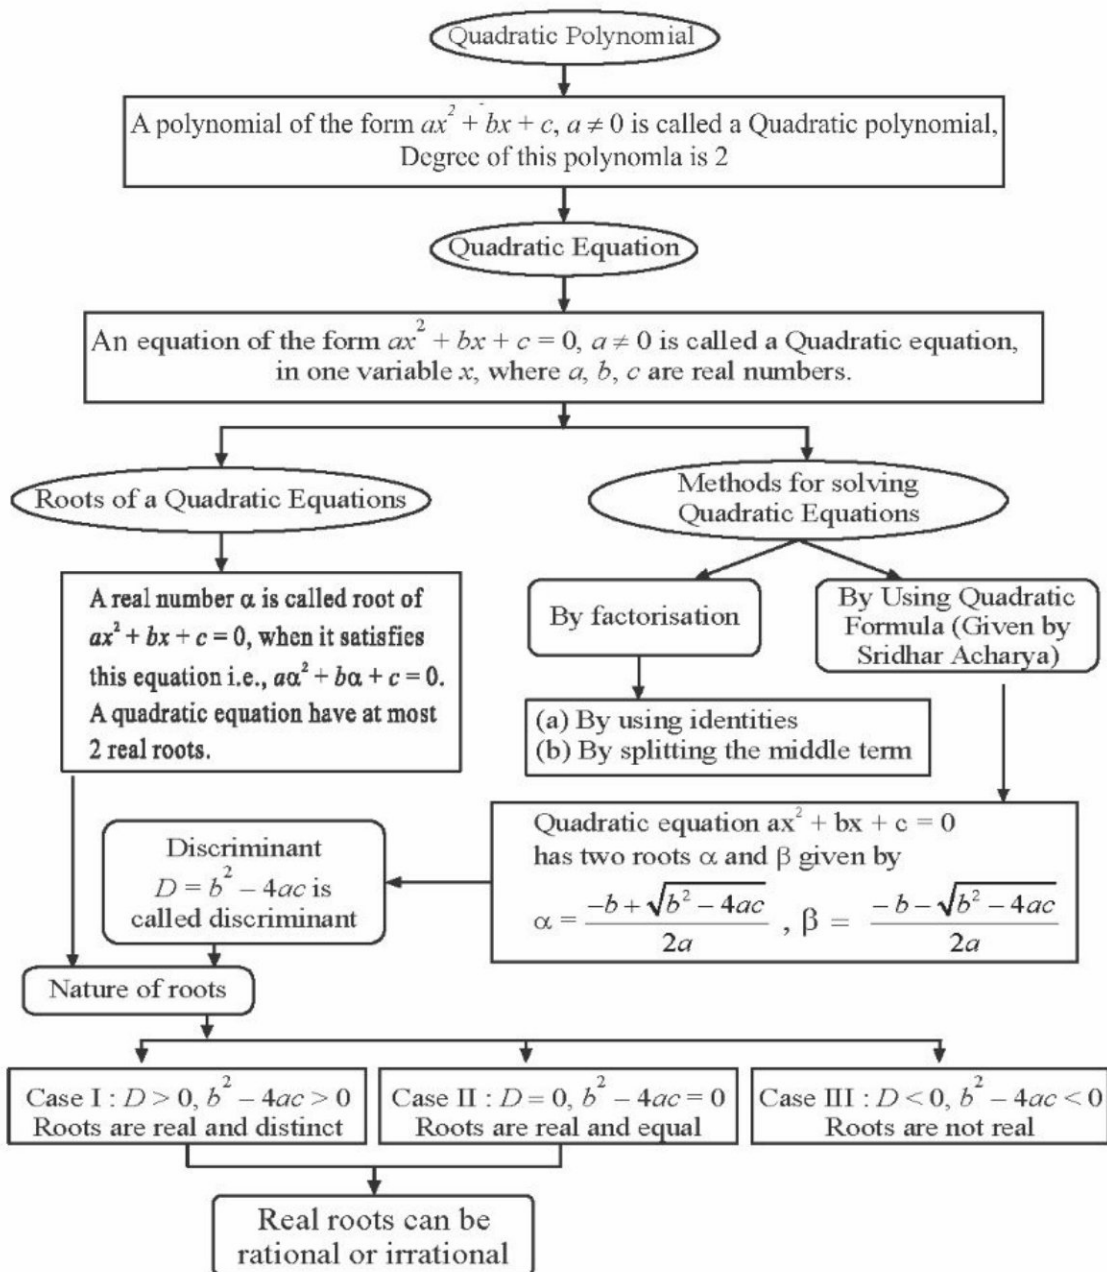 Quadratic Polynomial
A polynomial of the form ax² + bx + c, a ≠ 0 is called a Quadratic polynomial,
Degree of this polynomla is 2
Quadratic Equation
An equation of the form ax² + bx + c = 0, a ≠ 0 is called a Quadratic equation,
in one variable x, where a, b, c are real numbers.
Roots of a Quadratic Equations
A real number α is called root of
ax² + bx + c = 0, when it satisfies
this equation i.e., aα² + bα + c = 0.
A quadratic equation have at most
2 real roots.
Methods for solving
Quadratic Equations
By factorisation
(a) By using identities
(b) By splitting the middle term
By Using Quadratic
Formula (Given by
Sridhar Acharya)
Quadratic equation ax² + bx + c = 0
has two roots α and β given by
α = (-b + √(b² – 4ac))/2a , β = (-b – √(b² – 4ac))/2a
Discriminant
D = b² – 4ac is
called discriminant
Nature of roots
Case I : D > 0, b² – 4ac > 0
Roots are real and distinct
Case II : D = 0, b² – 4ac = 0
Roots are real and equal
Case III : D < 0, b² – 4ac < 0
Roots are not real
Real roots can be
rational or irrational